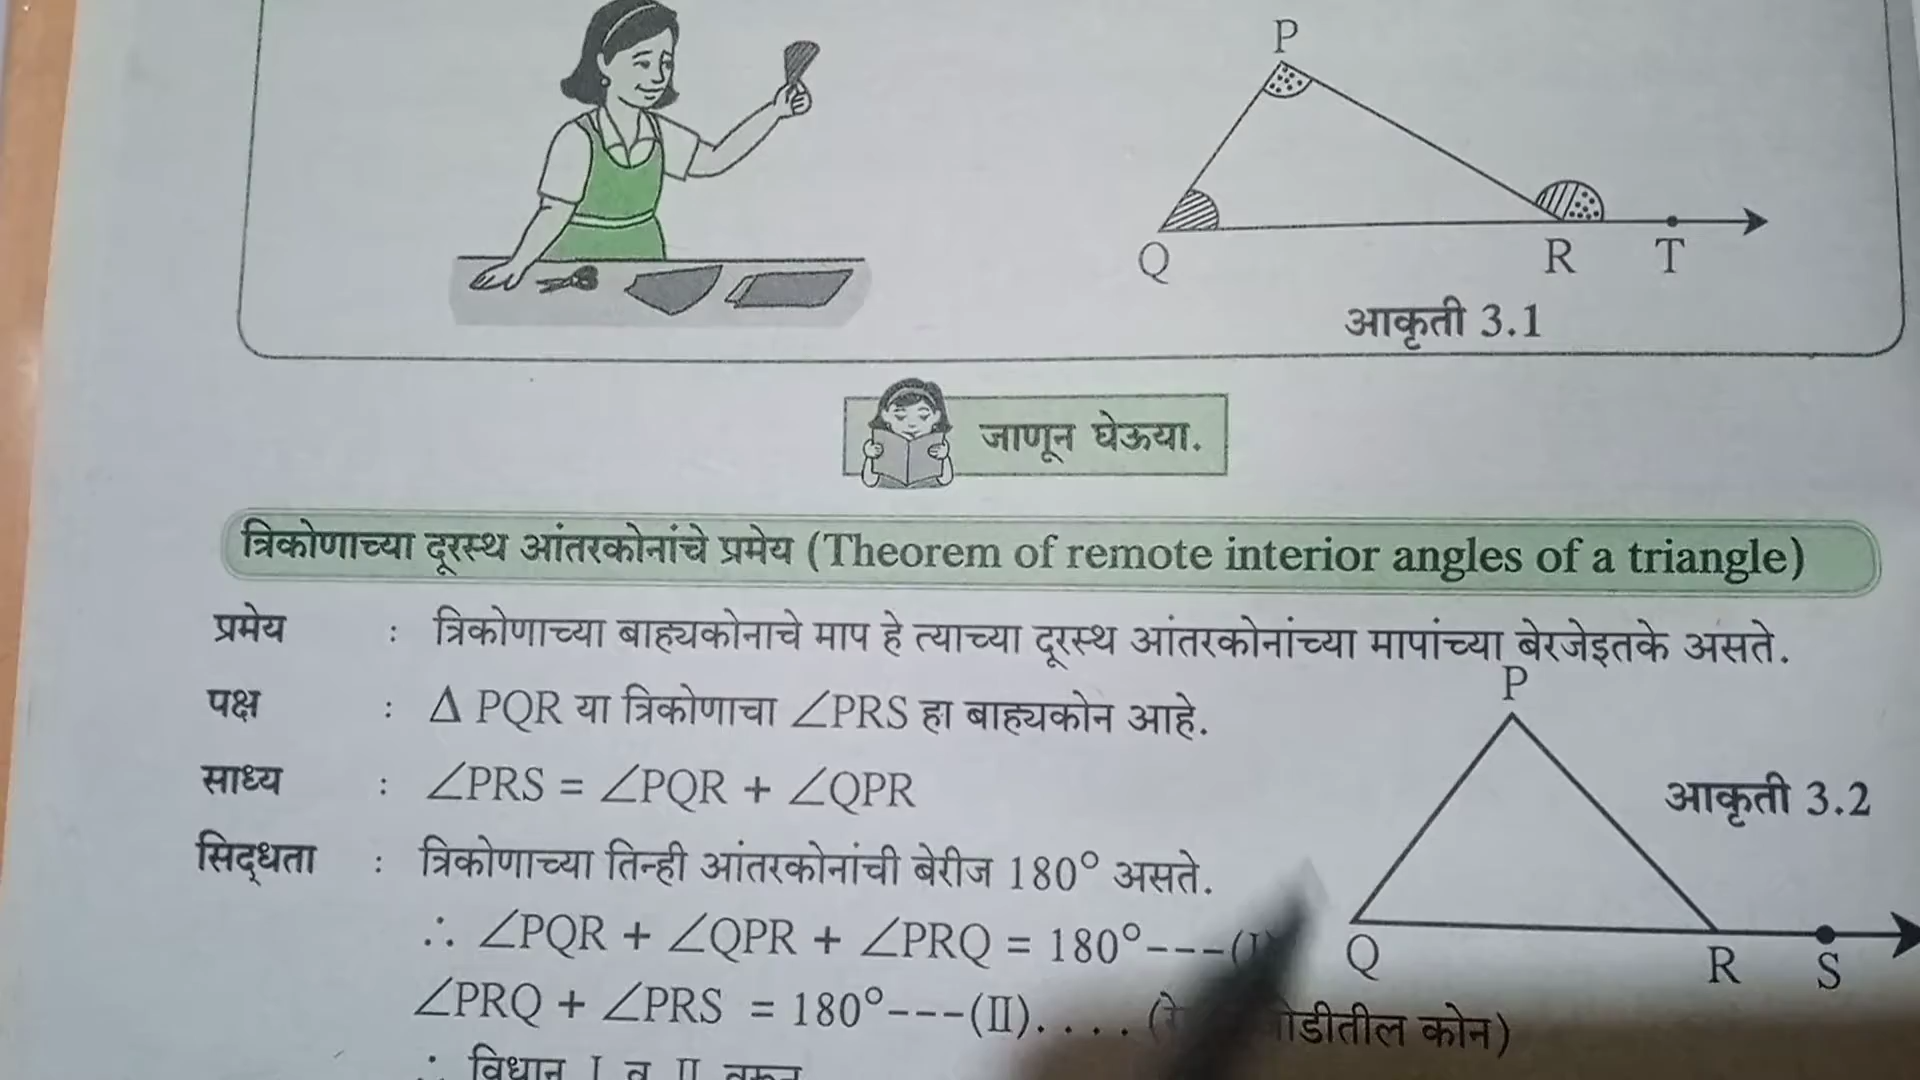 P
Q
R
T
आकृती 3.1
जाणून घेऊया.
त्रिकोणाच्या दूरस्थ आंतरकोनांचे प्रमेय (Theorem of remote interior angles of a triangle)
प्रमेय : त्रिकोणाच्या बाह्यकोनाचे माप हे त्याच्या दूरस्थ आंतरकोनांच्या मापांच्या बेरजेइतके असते.
पक्ष : Δ PQR या त्रिकोणाचा ∠PRS हा बाह्यकोन आहे.
साध्य : ∠PRS = ∠PQR + ∠QPR
सिद्धता : त्रिकोणाच्या तिन्ही आंतरकोनांची बेरीज 180° असते.
∴ ∠PQR + ∠QPR + ∠PRQ = 180°---(I
∠PRQ + ∠PRS = 180°---(II). . . . ( कोन)
विधान I व II वरून
P
आकृती 3.2
Q
R
S